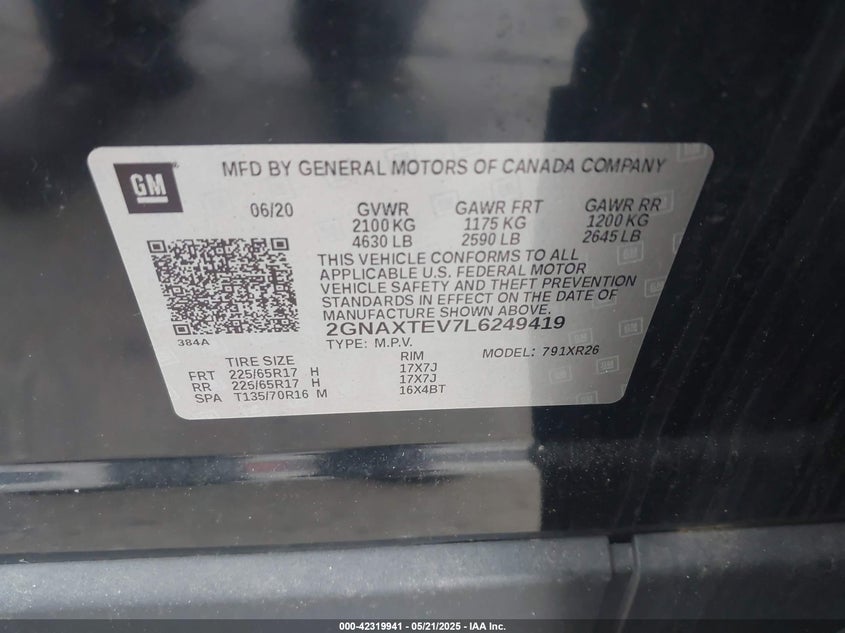 GM
MFD BY GENERAL MOTORS OF CANADA COMPANY
06/20 GVWR GAWR FRT GAWR RR
2100 KG 1175 KG 1200 KG
4630 LB 2590 LB 2645 LB
THIS VEHICLE CONFORMS TO ALL
APPLICABLE U.S. FEDERAL MOTOR
VEHICLE SAFETY AND THEFT PREVENTION
STANDARDS IN EFFECT ON THE DATE OF
MANUFACTURE SHOWN ABOVE.
384A
2GNAXTEV7L6249419
TYPE: M.P.V. MODEL: 791XR26
TIRE SIZE RIM
FRT 225/65R17 H 17X7J
RR 225/65R17 H 17X7J
SPA T135/70R16 M 16X4BT
000-42319941 / 05/21/2025 - IAA Inc.